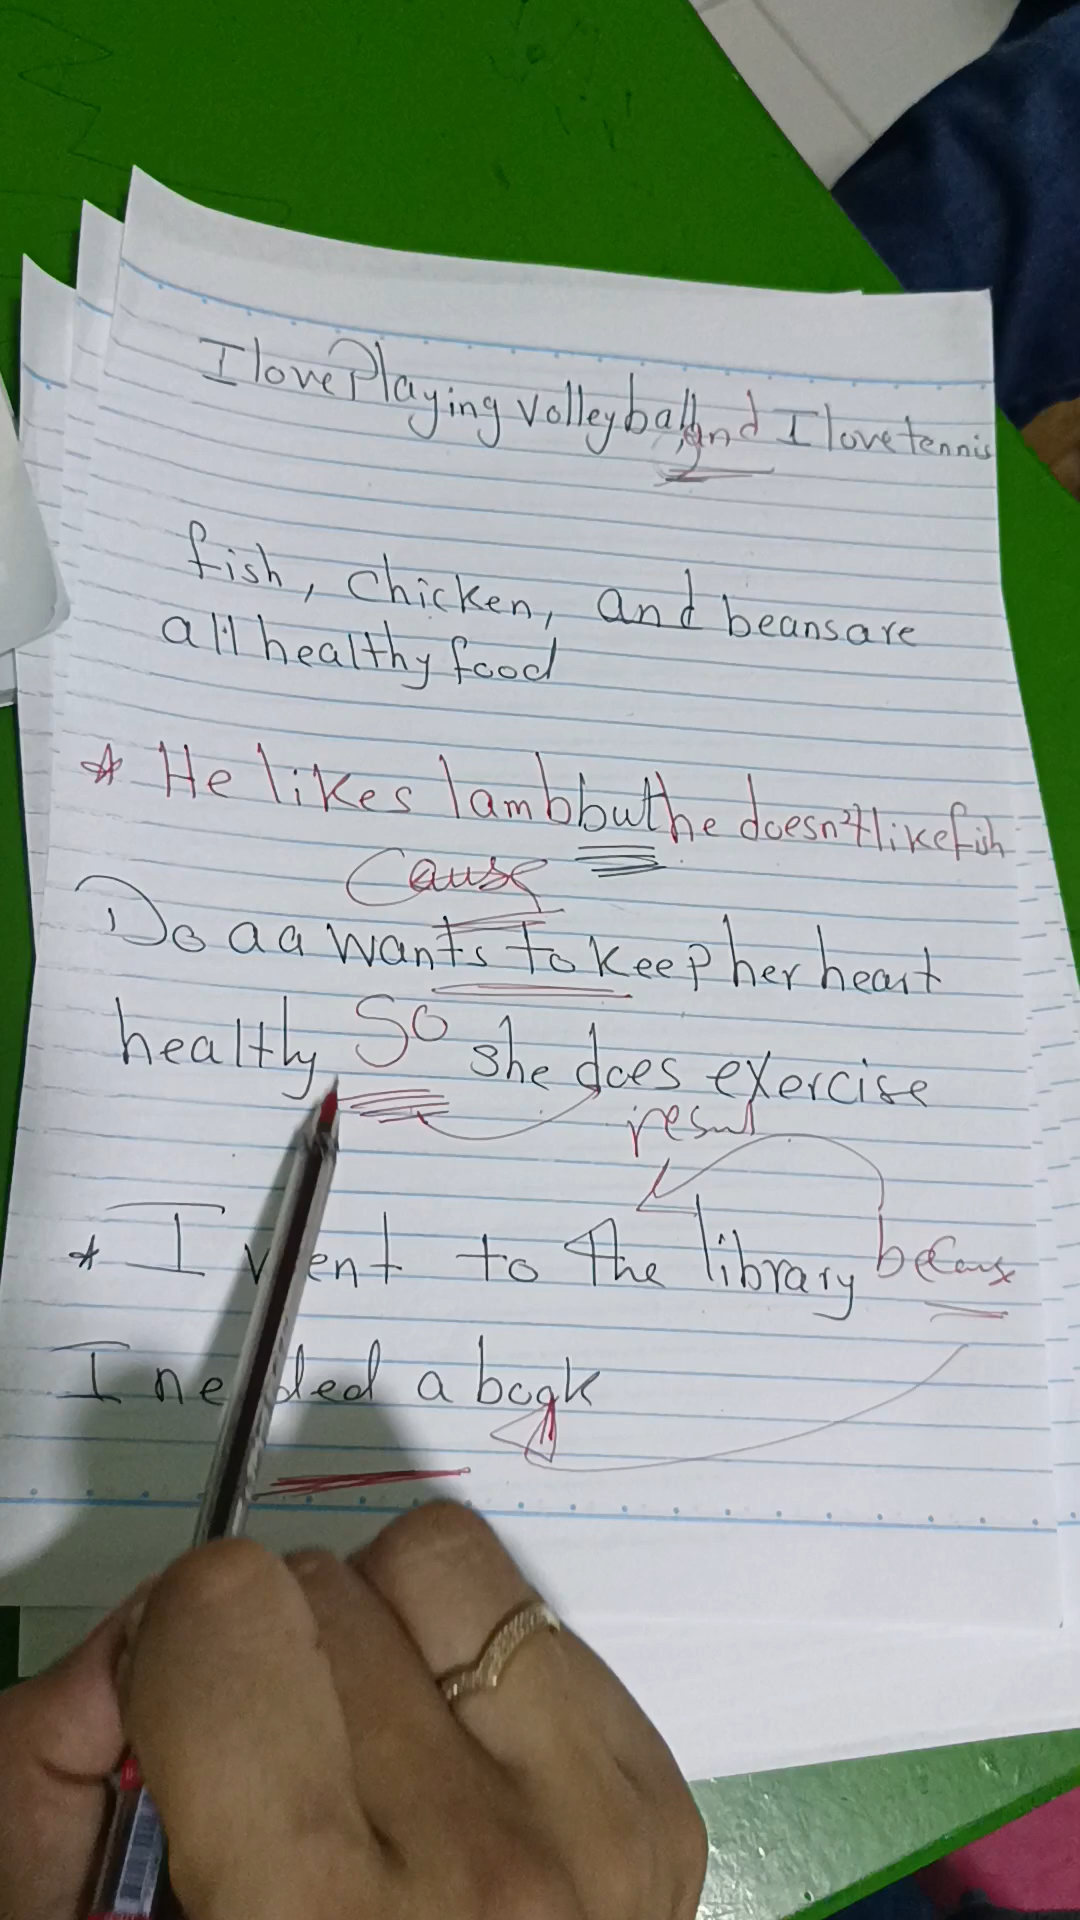 I love Playing volleyball, and I love tennis
fish, chicken, and beans are
all healthy food
* He likes lamb but he doesn't like fish
Cause
Doaa wants to keep her heart
healthy so she does exercise
result
* I went to the library because
I needed a book